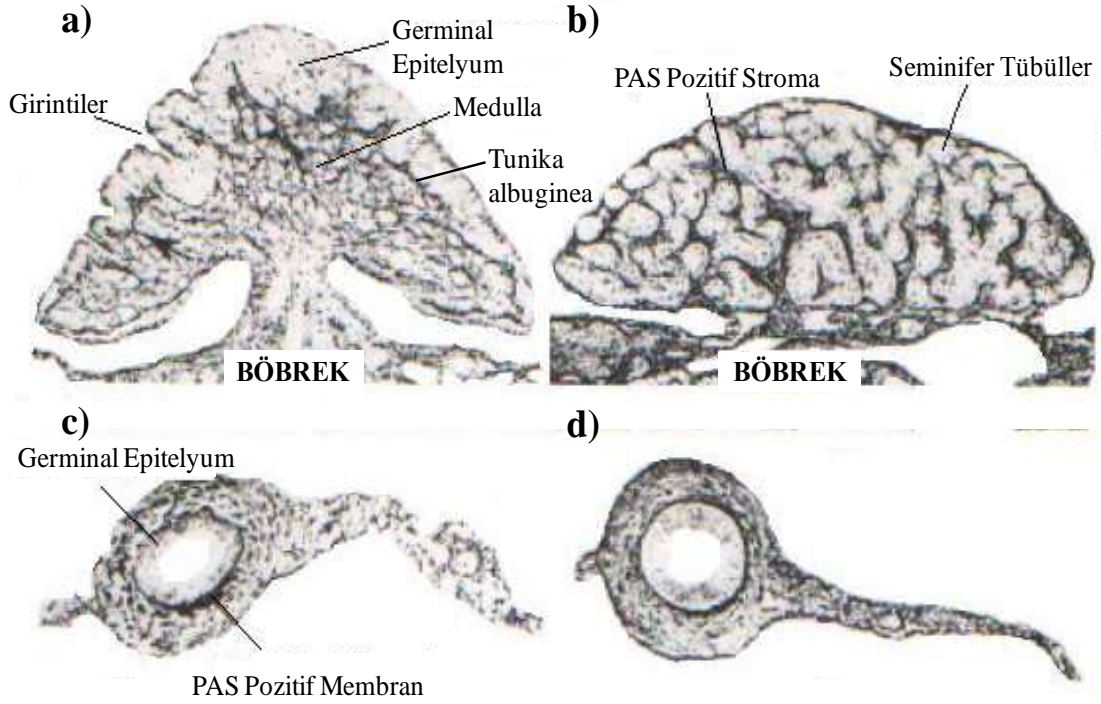 a)
Germinal
Epitelyum
Girintiler
Medulla
Tunika
albuginea
BÖBREK
b)
PAS Pozitif Stroma
Seminifer Tübüller
BÖBREK
c)
Germinal Epitelyum
PAS Pozitif Membran
d)